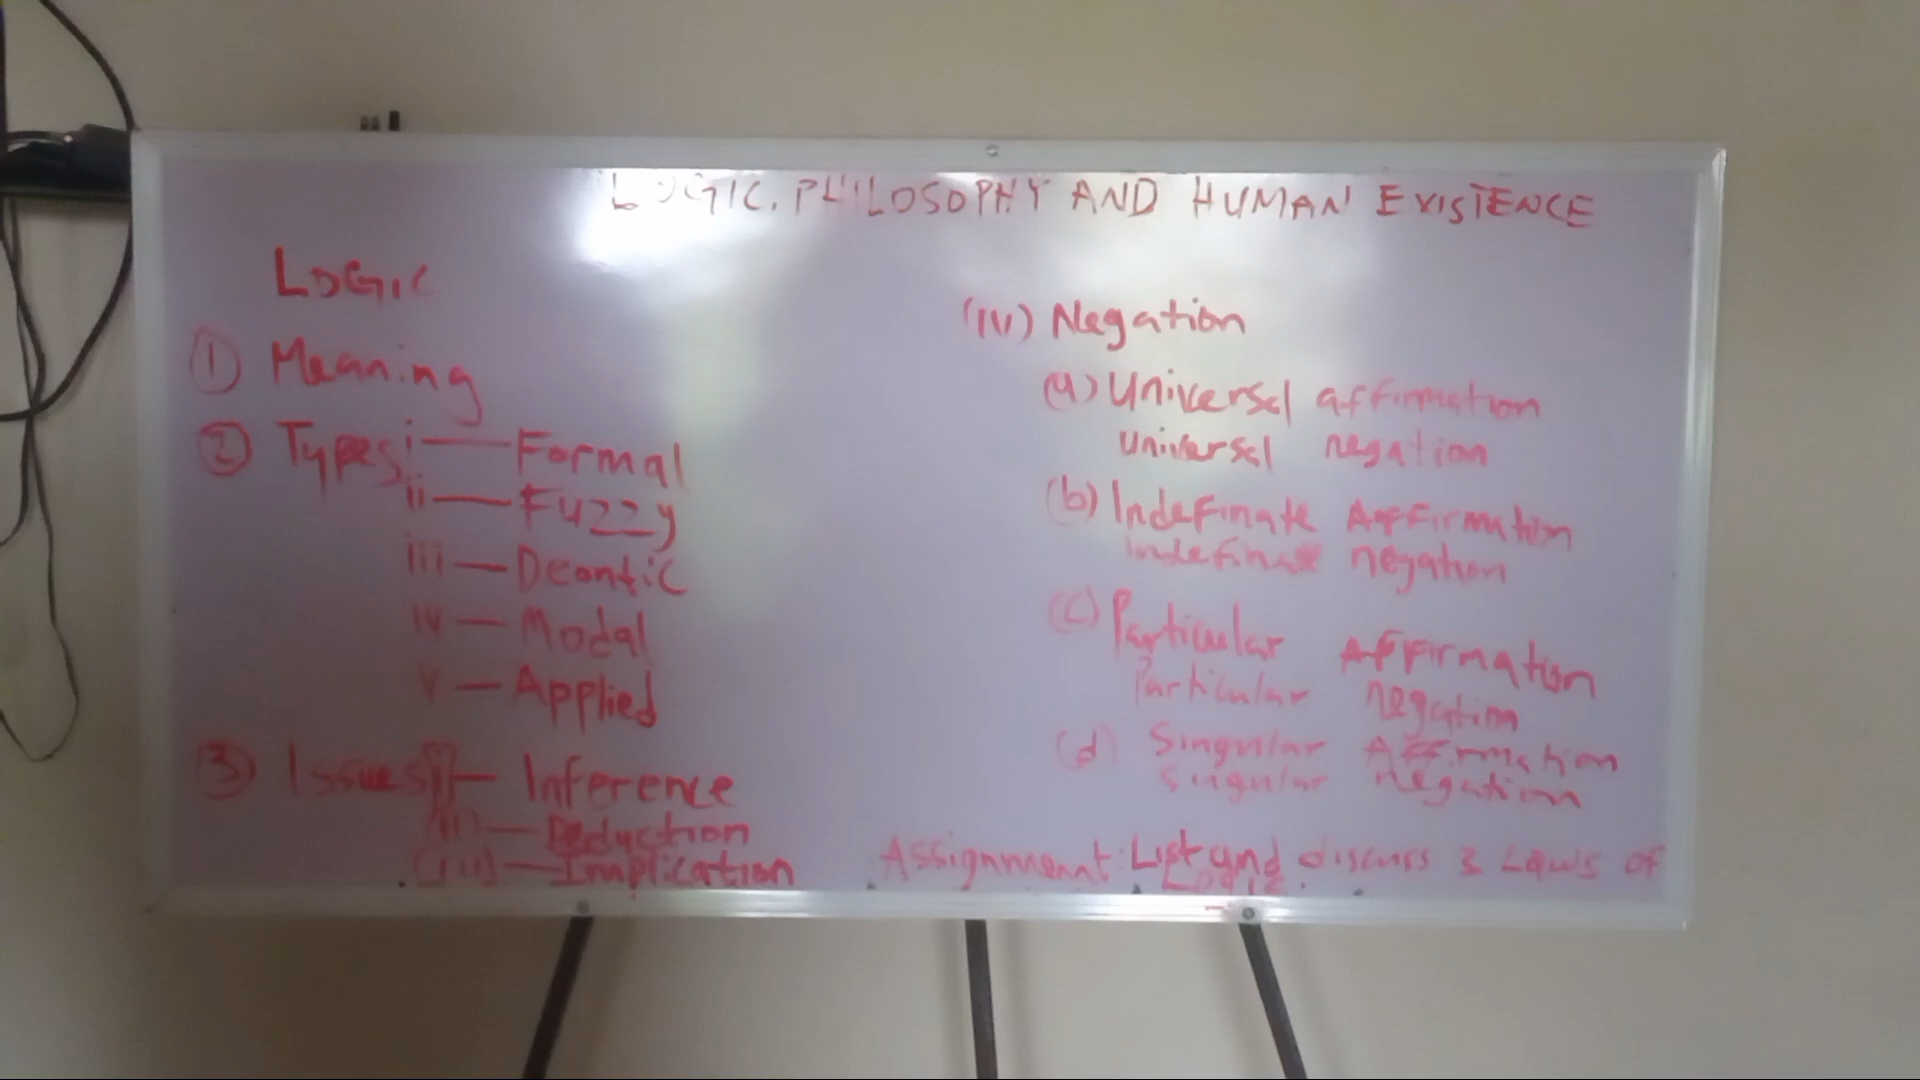 LOGIC, PHILOSOPHY AND HUMAN EXISTENCE
LOGIC
① Meaning
② Types i — Formal
ii — Fuzzy
iii — Deontic
iv — Modal
v — Applied
③ Issues (i) — Inference
(ii) — Deduction
(iii) — Implication
(iv) Negation
(a) Universal affirmation
Universal negation
(b) Indefinate Affirmation
indefinate negation
(c) Particular Affirmation
Particular negation
(d) Singular Affirmation
Singular negation
Assignment: List and discuss 3 Laws of
Logic.